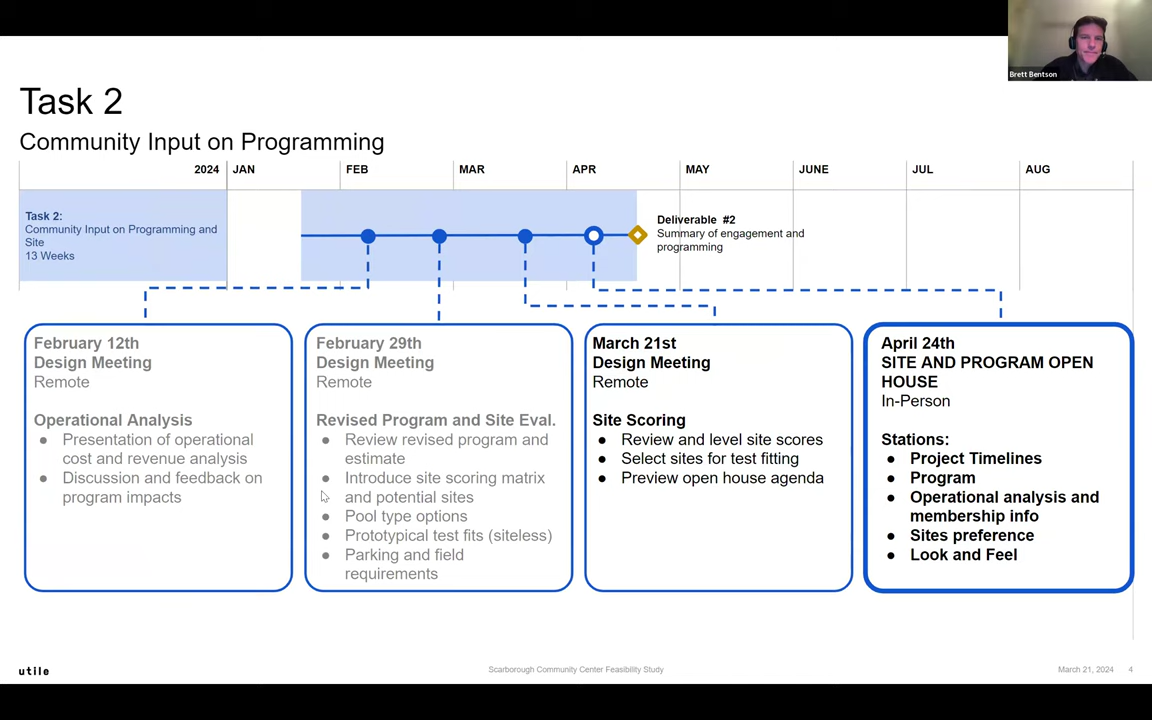 Brett Bentson
Task 2
Community Input on Programming
2024 JAN FEB MAR APR MAY JUNE JUL AUG
Task 2:
Community Input on Programming and
Site
13 Weeks
Deliverable #2
Summary of engagement and
programming
February 12th
Design Meeting
Remote
Operational Analysis
● Presentation of operational
cost and revenue analysis
● Discussion and feedback on
program impacts
February 29th
Design Meeting
Remote
Revised Program and Site Eval.
● Review revised program and
estimate
● Introduce site scoring matrix
and potential sites
● Pool type options
● Prototypical test fits (siteless)
● Parking and field
requirements
March 21st
Design Meeting
Remote
Site Scoring
● Review and level site scores
● Select sites for test fitting
● Preview open house agenda
April 24th
SITE AND PROGRAM OPEN
HOUSE
In-Person
Stations:
● Project Timelines
● Program
● Operational analysis and
membership info
● Sites preference
● Look and Feel
utile
Scarborough Community Center Feasibility Study
March 21, 2024 4